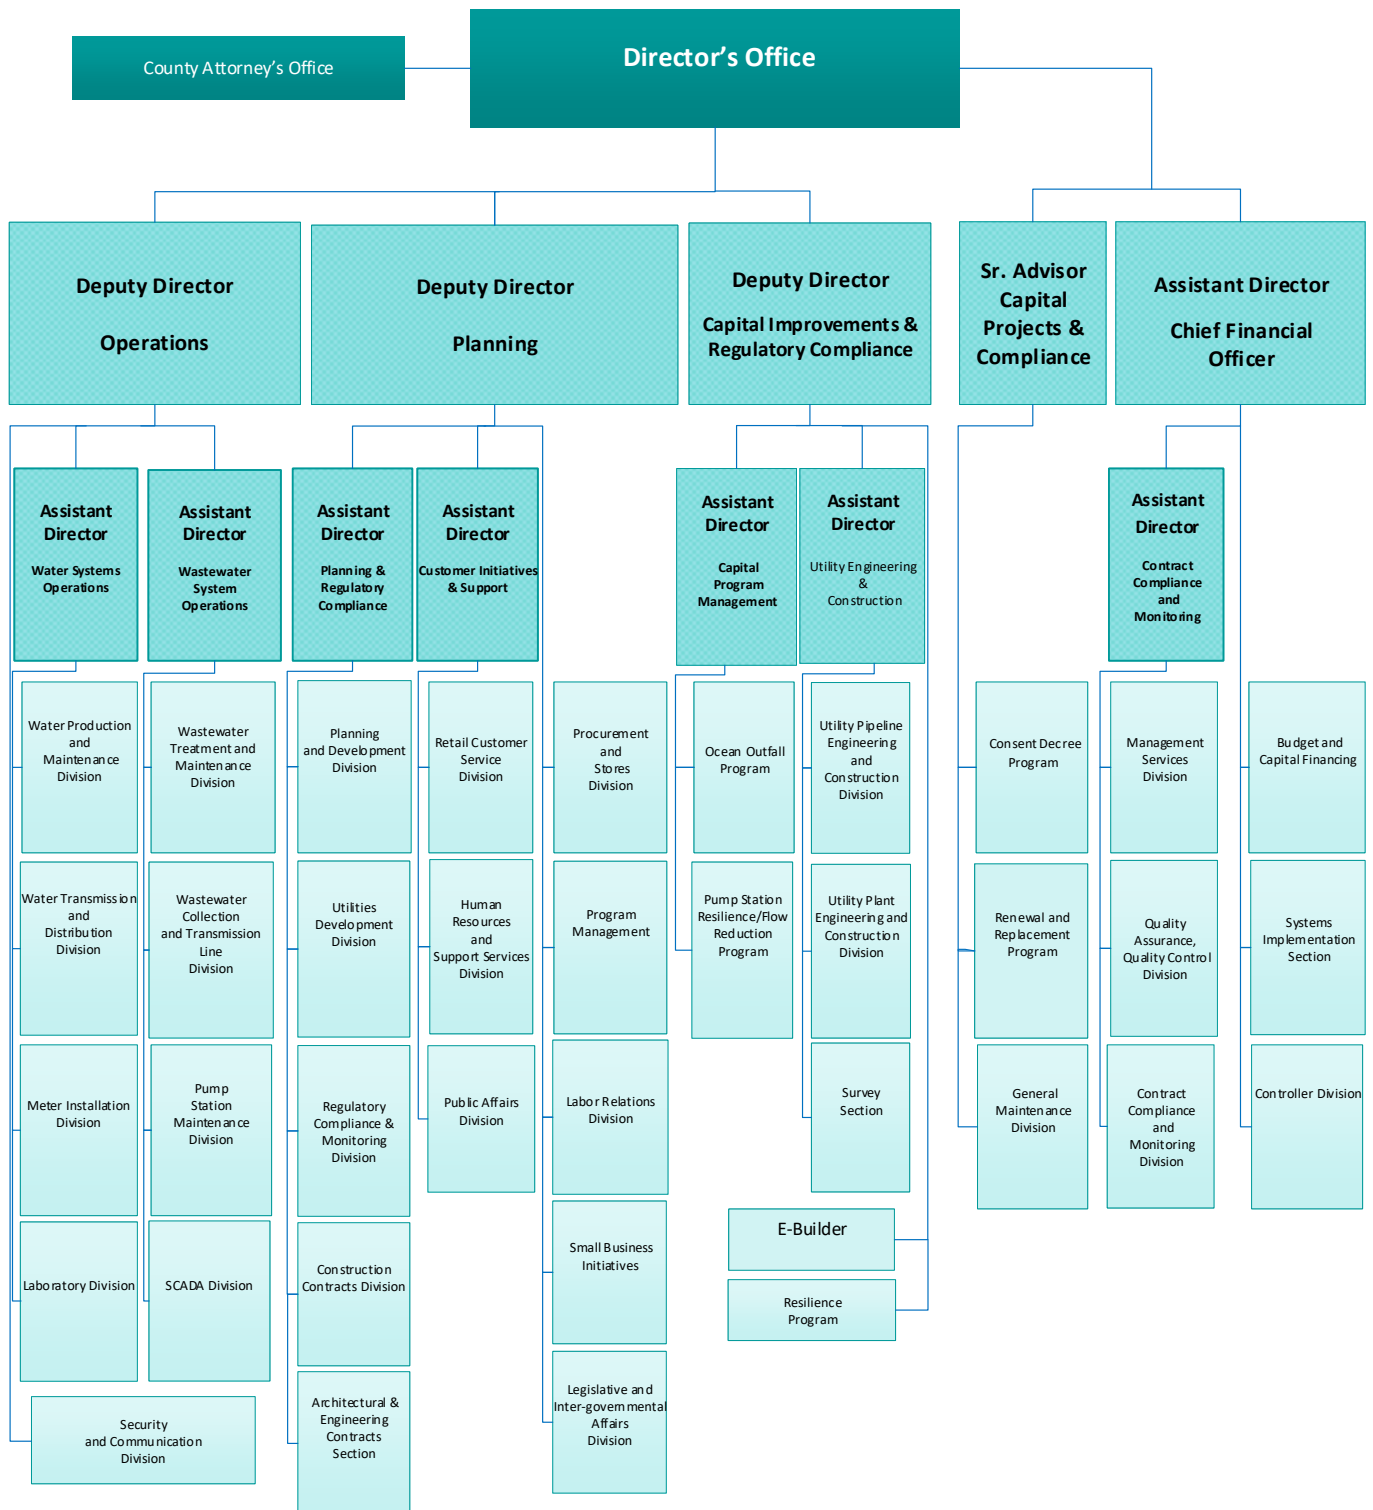 Director’s Office
County Attorney’s Office
Deputy Director
Operations
Deputy Director
Planning
Deputy Director
Capital Improvements &
Regulatory Compliance
Sr. Advisor
Capital
Projects &
Compliance
Assistant Director
Chief Financial
Officer
Assistant
Director
Water Systems
Operations
Assistant
Director
Wastewater
System
Operations
Assistant
Director
Planning &
Regulatory
Compliance
Assistant
Director
Customer Initiatives
& Support
Assistant
Director
Capital
Program
Management
Assistant
Director
Utility Engineering
&
Construction
Assistant
Director
Contract
Compliance
and
Monitoring
Water Production
and
Maintenance
Division
Wastewater
Treatment and
Maintenance
Division
Planning
and Development
Division
Retail Customer
Service
Division
Procurement
and
Stores
Division
Ocean Outfall
Program
Utility Pipeline
Engineering
and
Construction
Division
Consent Decree
Program
Management
Services
Division
Budget and
Capital Financing
Water Transmission
and
Distribution
Division
Wastewater
Collection
and Transmission
Line
Division
Utilities
Development
Division
Human
Resources
and
Support Services
Division
Program
Management
Pump Station
Resilience/Flow
Reduction
Program
Utility Plant
Engineering and
Construction
Division
Renewal and
Replacement
Program
Quality
Assurance,
Quality Control
Division
Systems
Implementation
Section
Meter Installation
Division
Pump
Station
Maintenance
Division
Regulatory
Compliance &
Monitoring
Division
Public Affairs
Division
Labor Relations
Division
Survey
Section
General
Maintenance
Division
Contract
Compliance
and
Monitoring
Division
Controller Division
Laboratory Division
SCADA Division
Construction
Contracts Division
Small Business
Initiatives
E-Builder
Resilience
Program
Security
and Communication
Division
Architectural &
Engineering
Contracts
Section
Legislative and
Inter-governmental
Affairs
Division